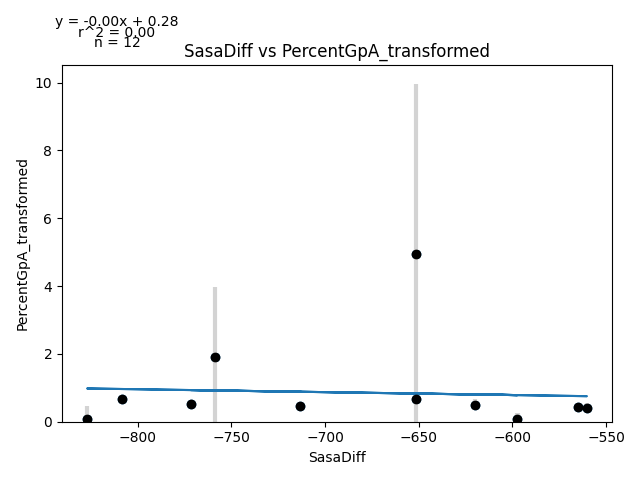 y = -0.00x + 0.28
r^2 = 0.00
n = 12
SasaDiff vs PercentGpA_transformed
PercentGpA_transformed
10
8
6
4
2
0
−800 −750 −700 −650 −600 −550
SasaDiff